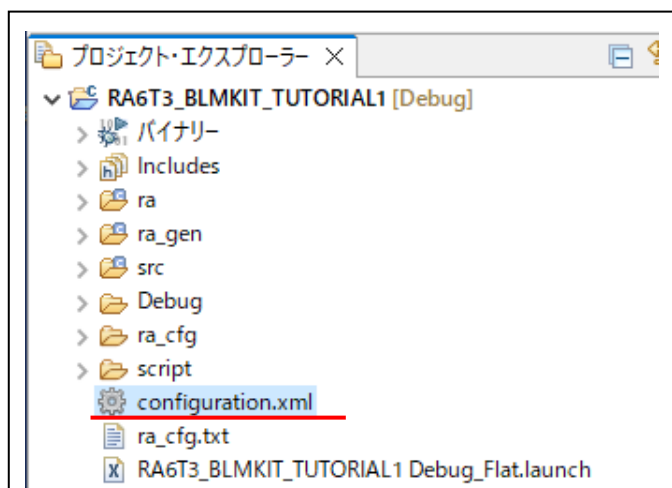 プロジェクト・エクスプローラー
RA6T3_BLMKIT_TUTORIAL1 [Debug]
バイナリー
Includes
ra
ra_gen
src
Debug
ra_cfg
script
configuration.xml
ra_cfg.txt
RA6T3_BLMKIT_TUTORIAL1 Debug_Flat.launch